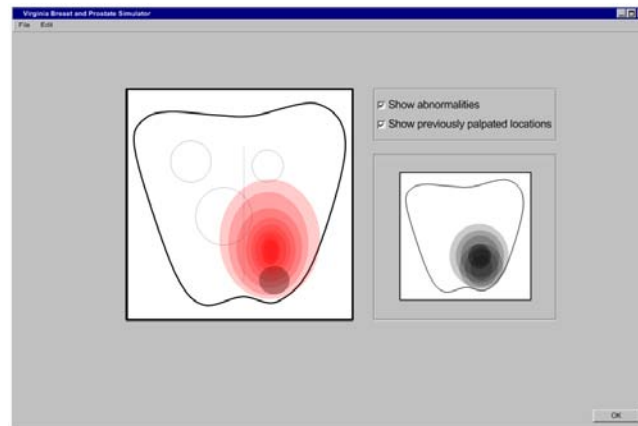 Virginia Breast and Prostate Simulator
File Edit
Show abnormalities
Show previously palpated locations
OK